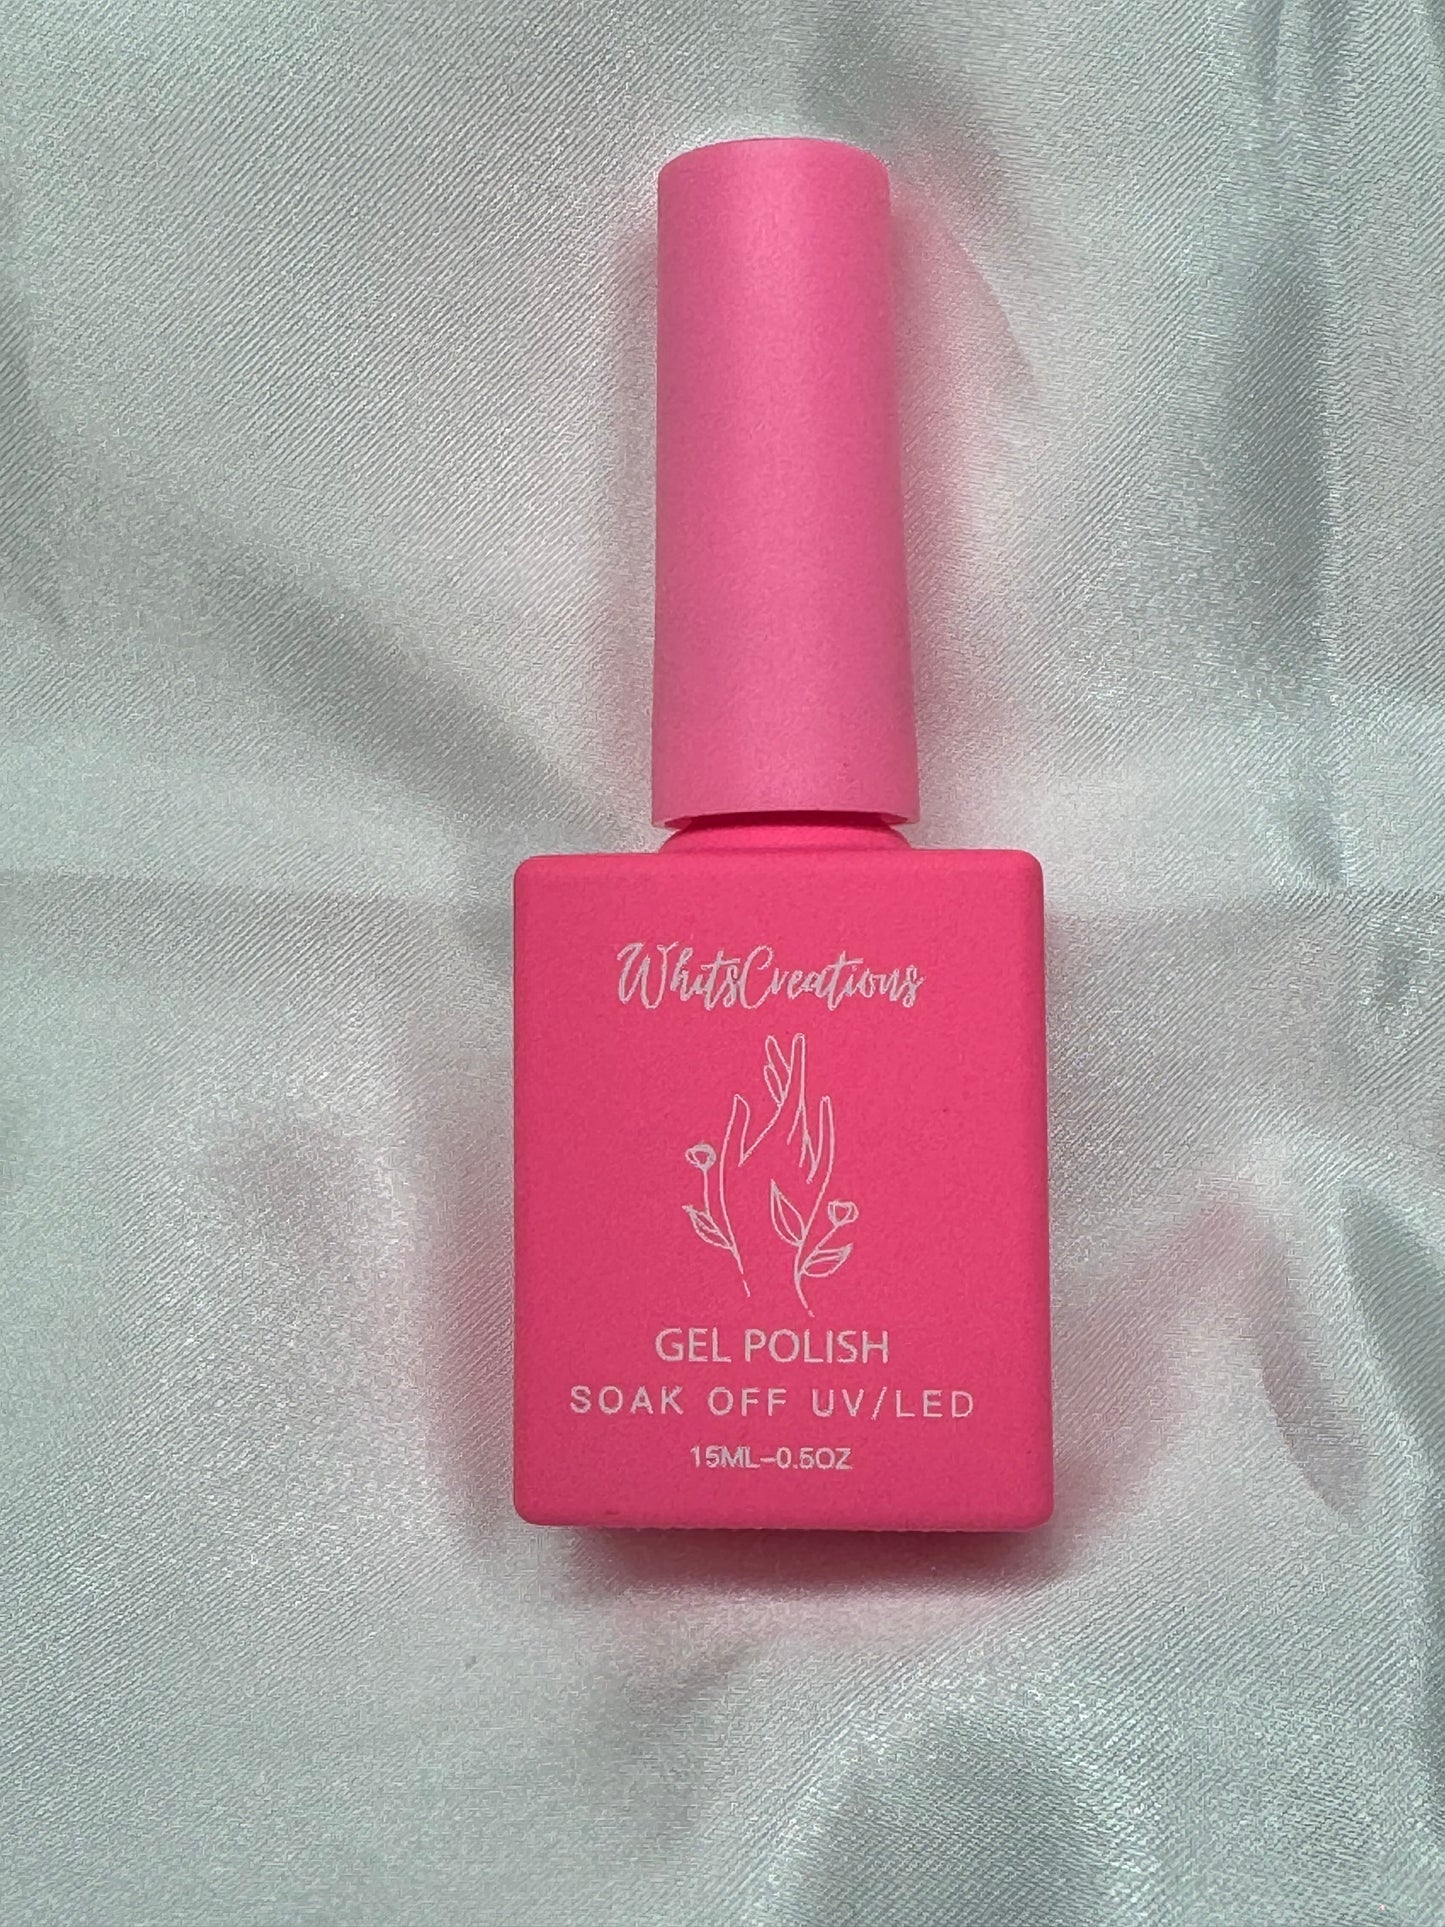 WhitsCreations
GEL POLISH
SOAK OFF UV/LED
15ML-0.5OZ